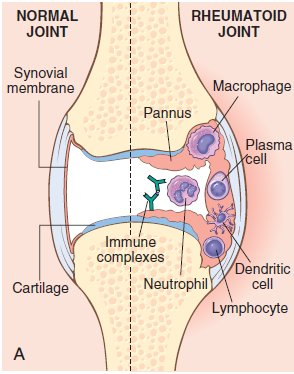 NORMAL
JOINT
RHEUMATOID
JOINT
Synovial
membrane
Macrophage
Pannus
Plasma
cell
Immune
complexes
Neutrophil
Dendritic
cell
Cartilage
Lymphocyte
A